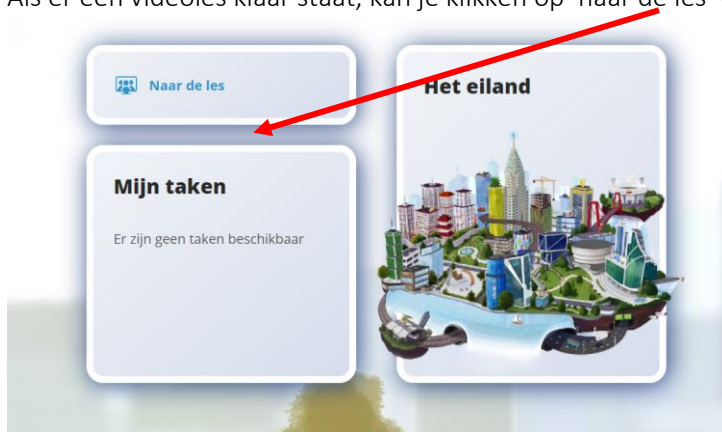 Als er een videoles klaar staat, kan je klikken op 'naar de les'
Naar de les
Mijn taken
Er zijn geen taken beschikbaar
Het eiland